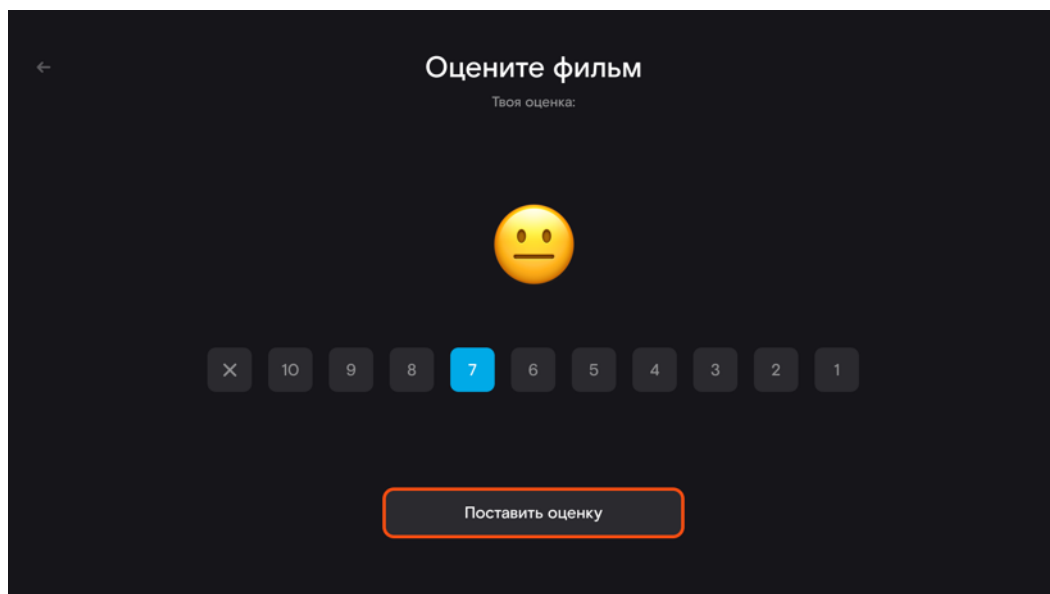 Оцените фильм
Твоя оценка:
10 9 8 7 6 5 4 3 2 1
Поставить оценку